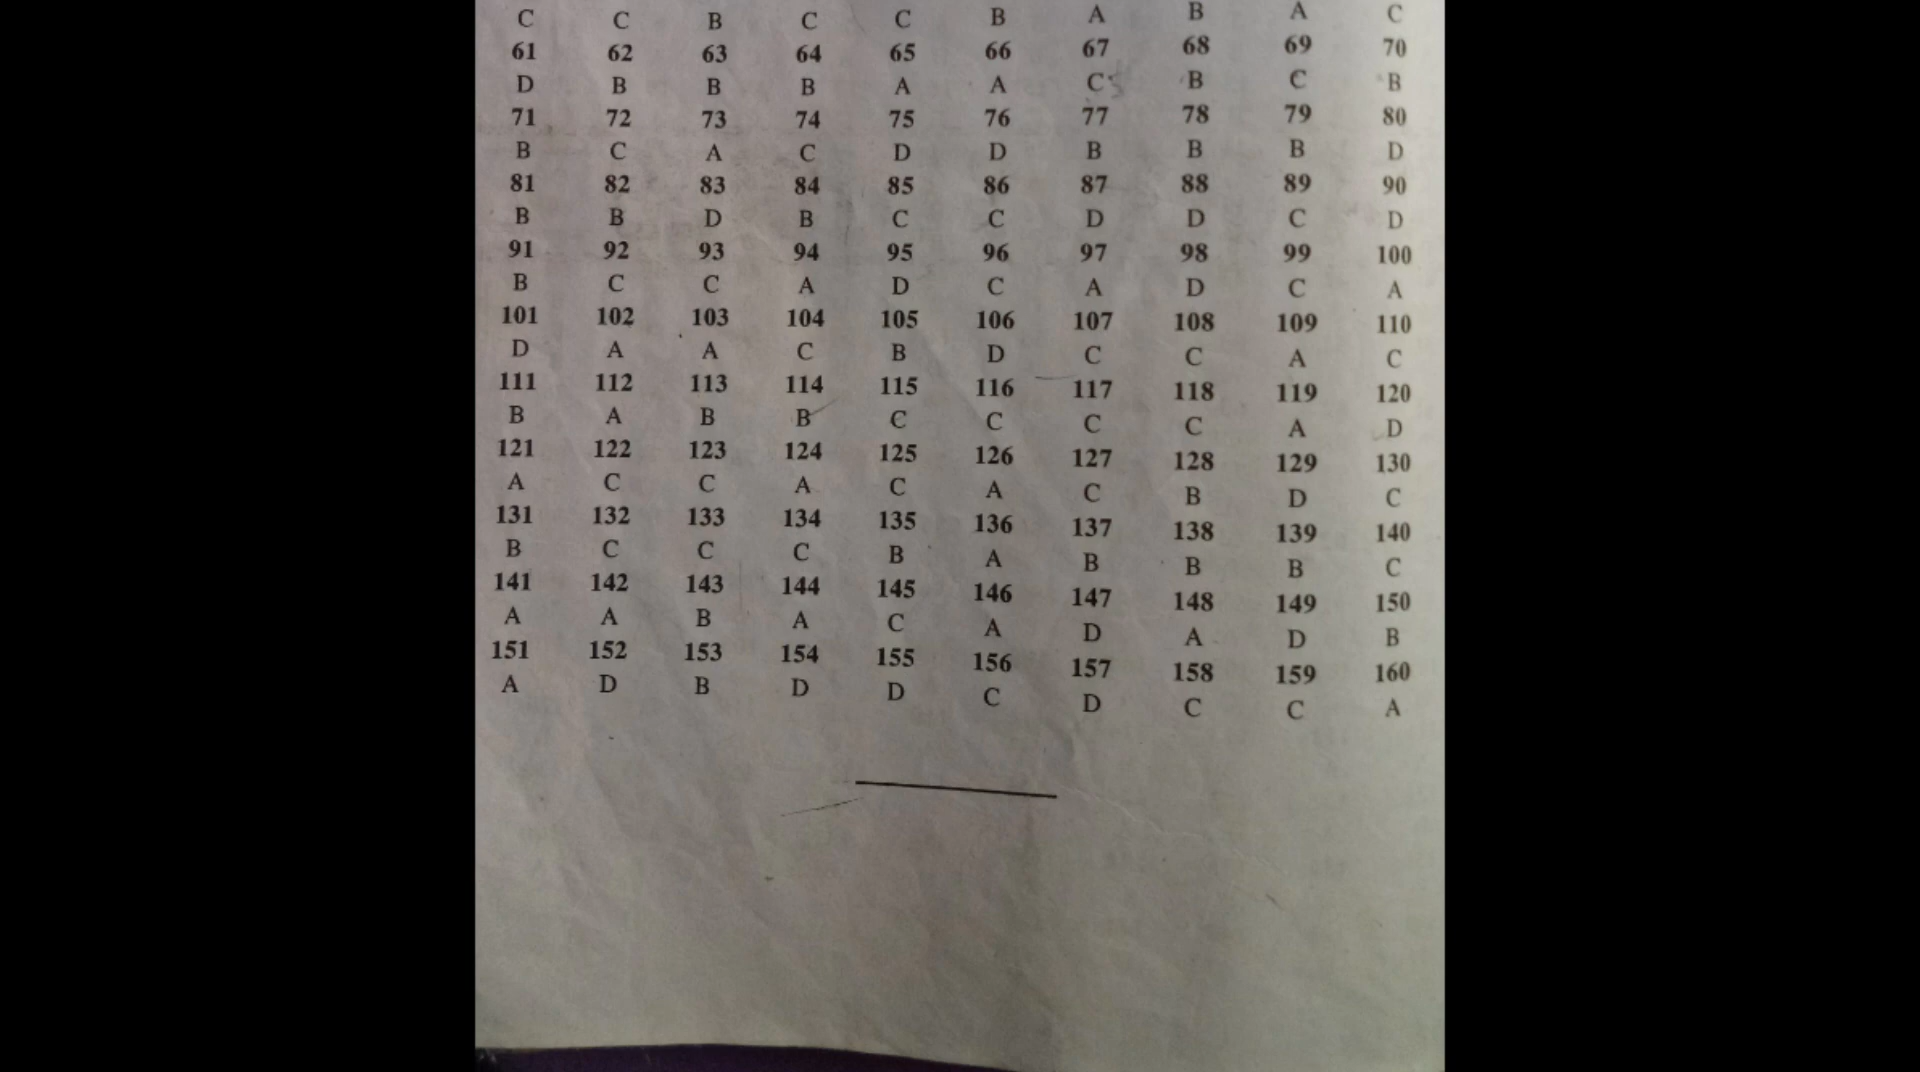 C C B C C B A B A C
61 62 63 64 65 66 67 68 69 70
D B B B A A C B C B
71 72 73 74 75 76 77 78 79 80
B C A C D D B B B D
81 82 83 84 85 86 87 88 89 90
B B D B C C D D C D
91 92 93 94 95 96 97 98 99 100
B C C A D C A D C A
101 102 103 104 105 106 107 108 109 110
D A A C B D C C A C
111 112 113 114 115 116 117 118 119 120
B A B B C C C C A D
121 122 123 124 125 126 127 128 129 130
A C C A C A C B D C
131 132 133 134 135 136 137 138 139 140
B C C C B A B B B C
141 142 143 144 145 146 147 148 149 150
A A B A C A D A D B
151 152 153 154 155 156 157 158 159 160
A D B D D C D C C A